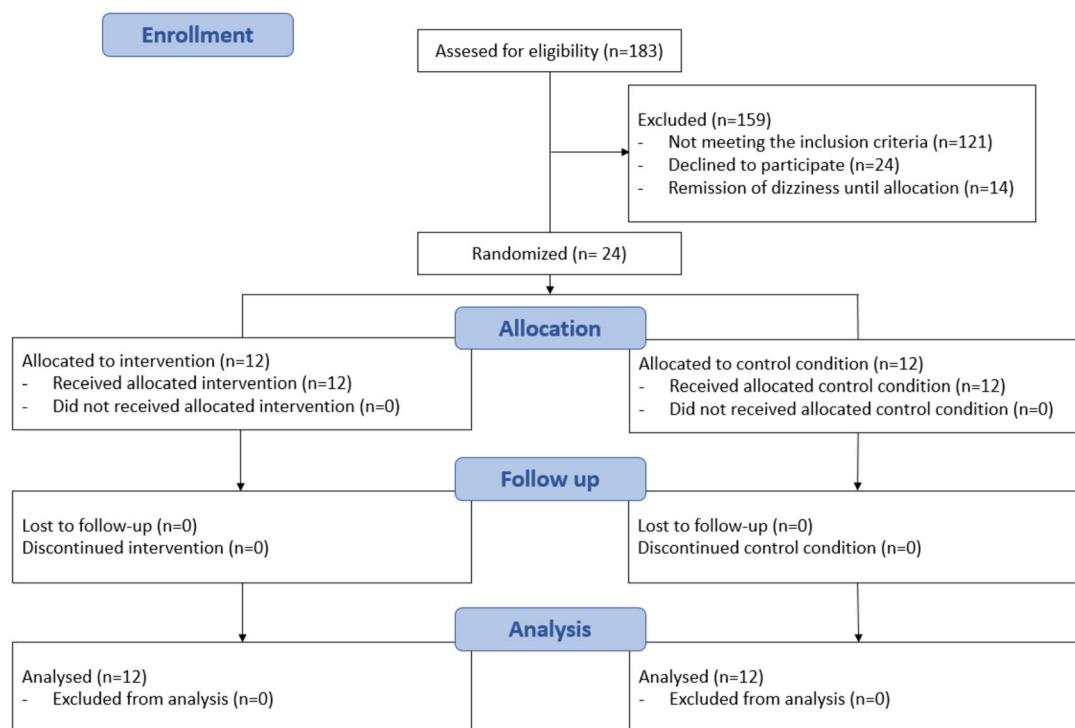 Enrollment
Assesed for eligibility (n=183)
Excluded (n=159)
- Not meeting the inclusion criteria (n=121)
- Declined to participate (n=24)
- Remission of dizziness until allocation (n=14)
Randomized (n= 24)
Allocation
Allocated to intervention (n=12)
- Received allocated intervention (n=12)
- Did not received allocated intervention (n=0)
Allocated to control condition (n=12)
- Received allocated control condition (n=12)
- Did not received allocated control condition (n=0)
Follow up
Lost to follow-up (n=0)
Discontinued intervention (n=0)
Lost to follow-up (n=0)
Discontinued control condition (n=0)
Analysis
Analysed (n=12)
- Excluded from analysis (n=0)
Analysed (n=12)
- Excluded from analysis (n=0)